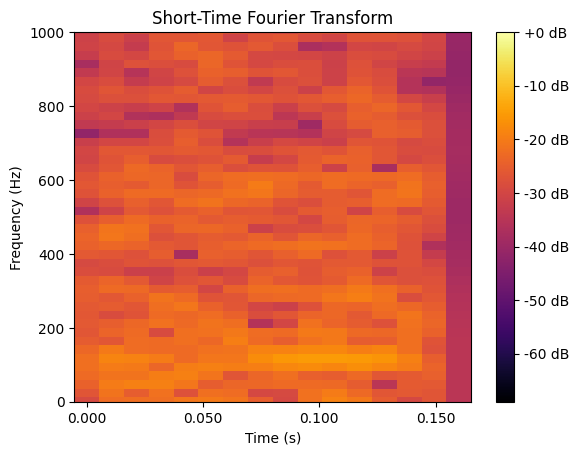 Short-Time Fourier Transform
Frequency (Hz)
1000
800
600
400
200
0
0.000
0.050
0.100
0.150
Time (s)
+0 dB
-10 dB
-20 dB
-30 dB
-40 dB
-50 dB
-60 dB